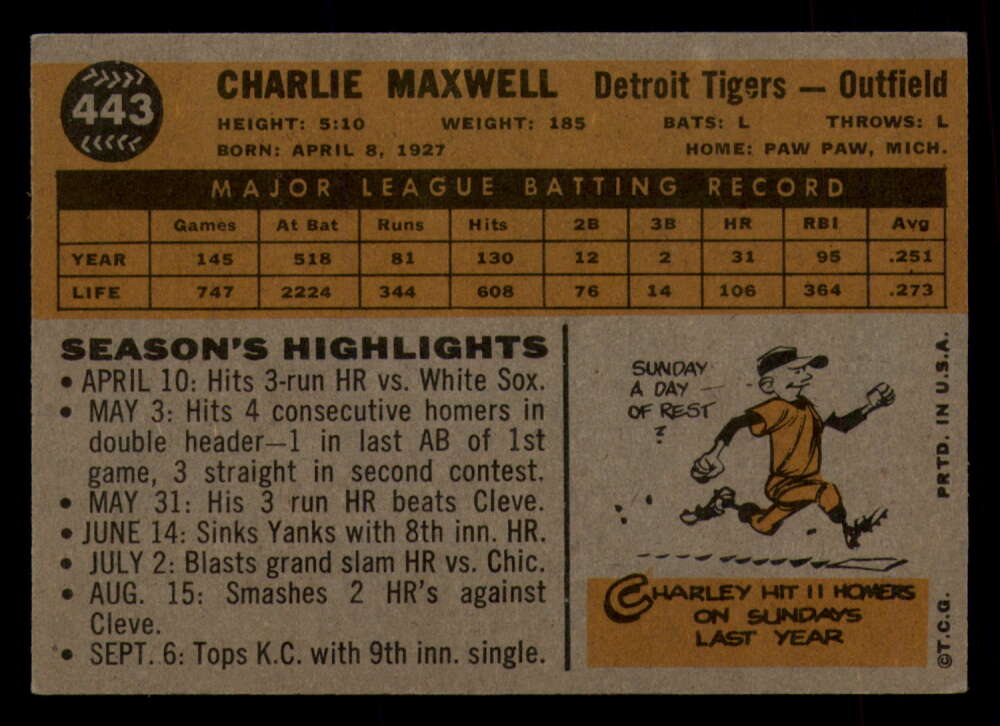 443
CHARLIE MAXWELL Detroit Tigers — Outfield
HEIGHT: 5:10 WEIGHT: 185 BATS: L THROWS: L
BORN: APRIL 8, 1927 HOME: PAW PAW, MICH.
MAJOR LEAGUE BATTING RECORD
Games At Bat Runs Hits 2B 3B HR RBI Avg
YEAR 145 518 81 130 12 2 31 95 .251
LIFE 747 2224 344 608 76 14 106 364 .273
SEASON'S HIGHLIGHTS
• APRIL 10: Hits 3-run HR vs. White Sox.
• MAY 3: Hits 4 consecutive homers in
double header—1 in last AB of 1st
game, 3 straight in second contest.
• MAY 31: His 3 run HR beats Cleve.
• JUNE 14: Sinks Yanks with 8th inn. HR.
• JULY 2: Blasts grand slam HR vs. Chic.
• AUG. 15: Smashes 2 HR's against
Cleve.
• SEPT. 6: Tops K.C. with 9th inn. single.
SUNDAY
A DAY
OF REST
?
CHARLEY HIT 11 HOMERS
ON SUNDAYS
LAST YEAR
©T.C.G. PRTD. IN U.S.A.